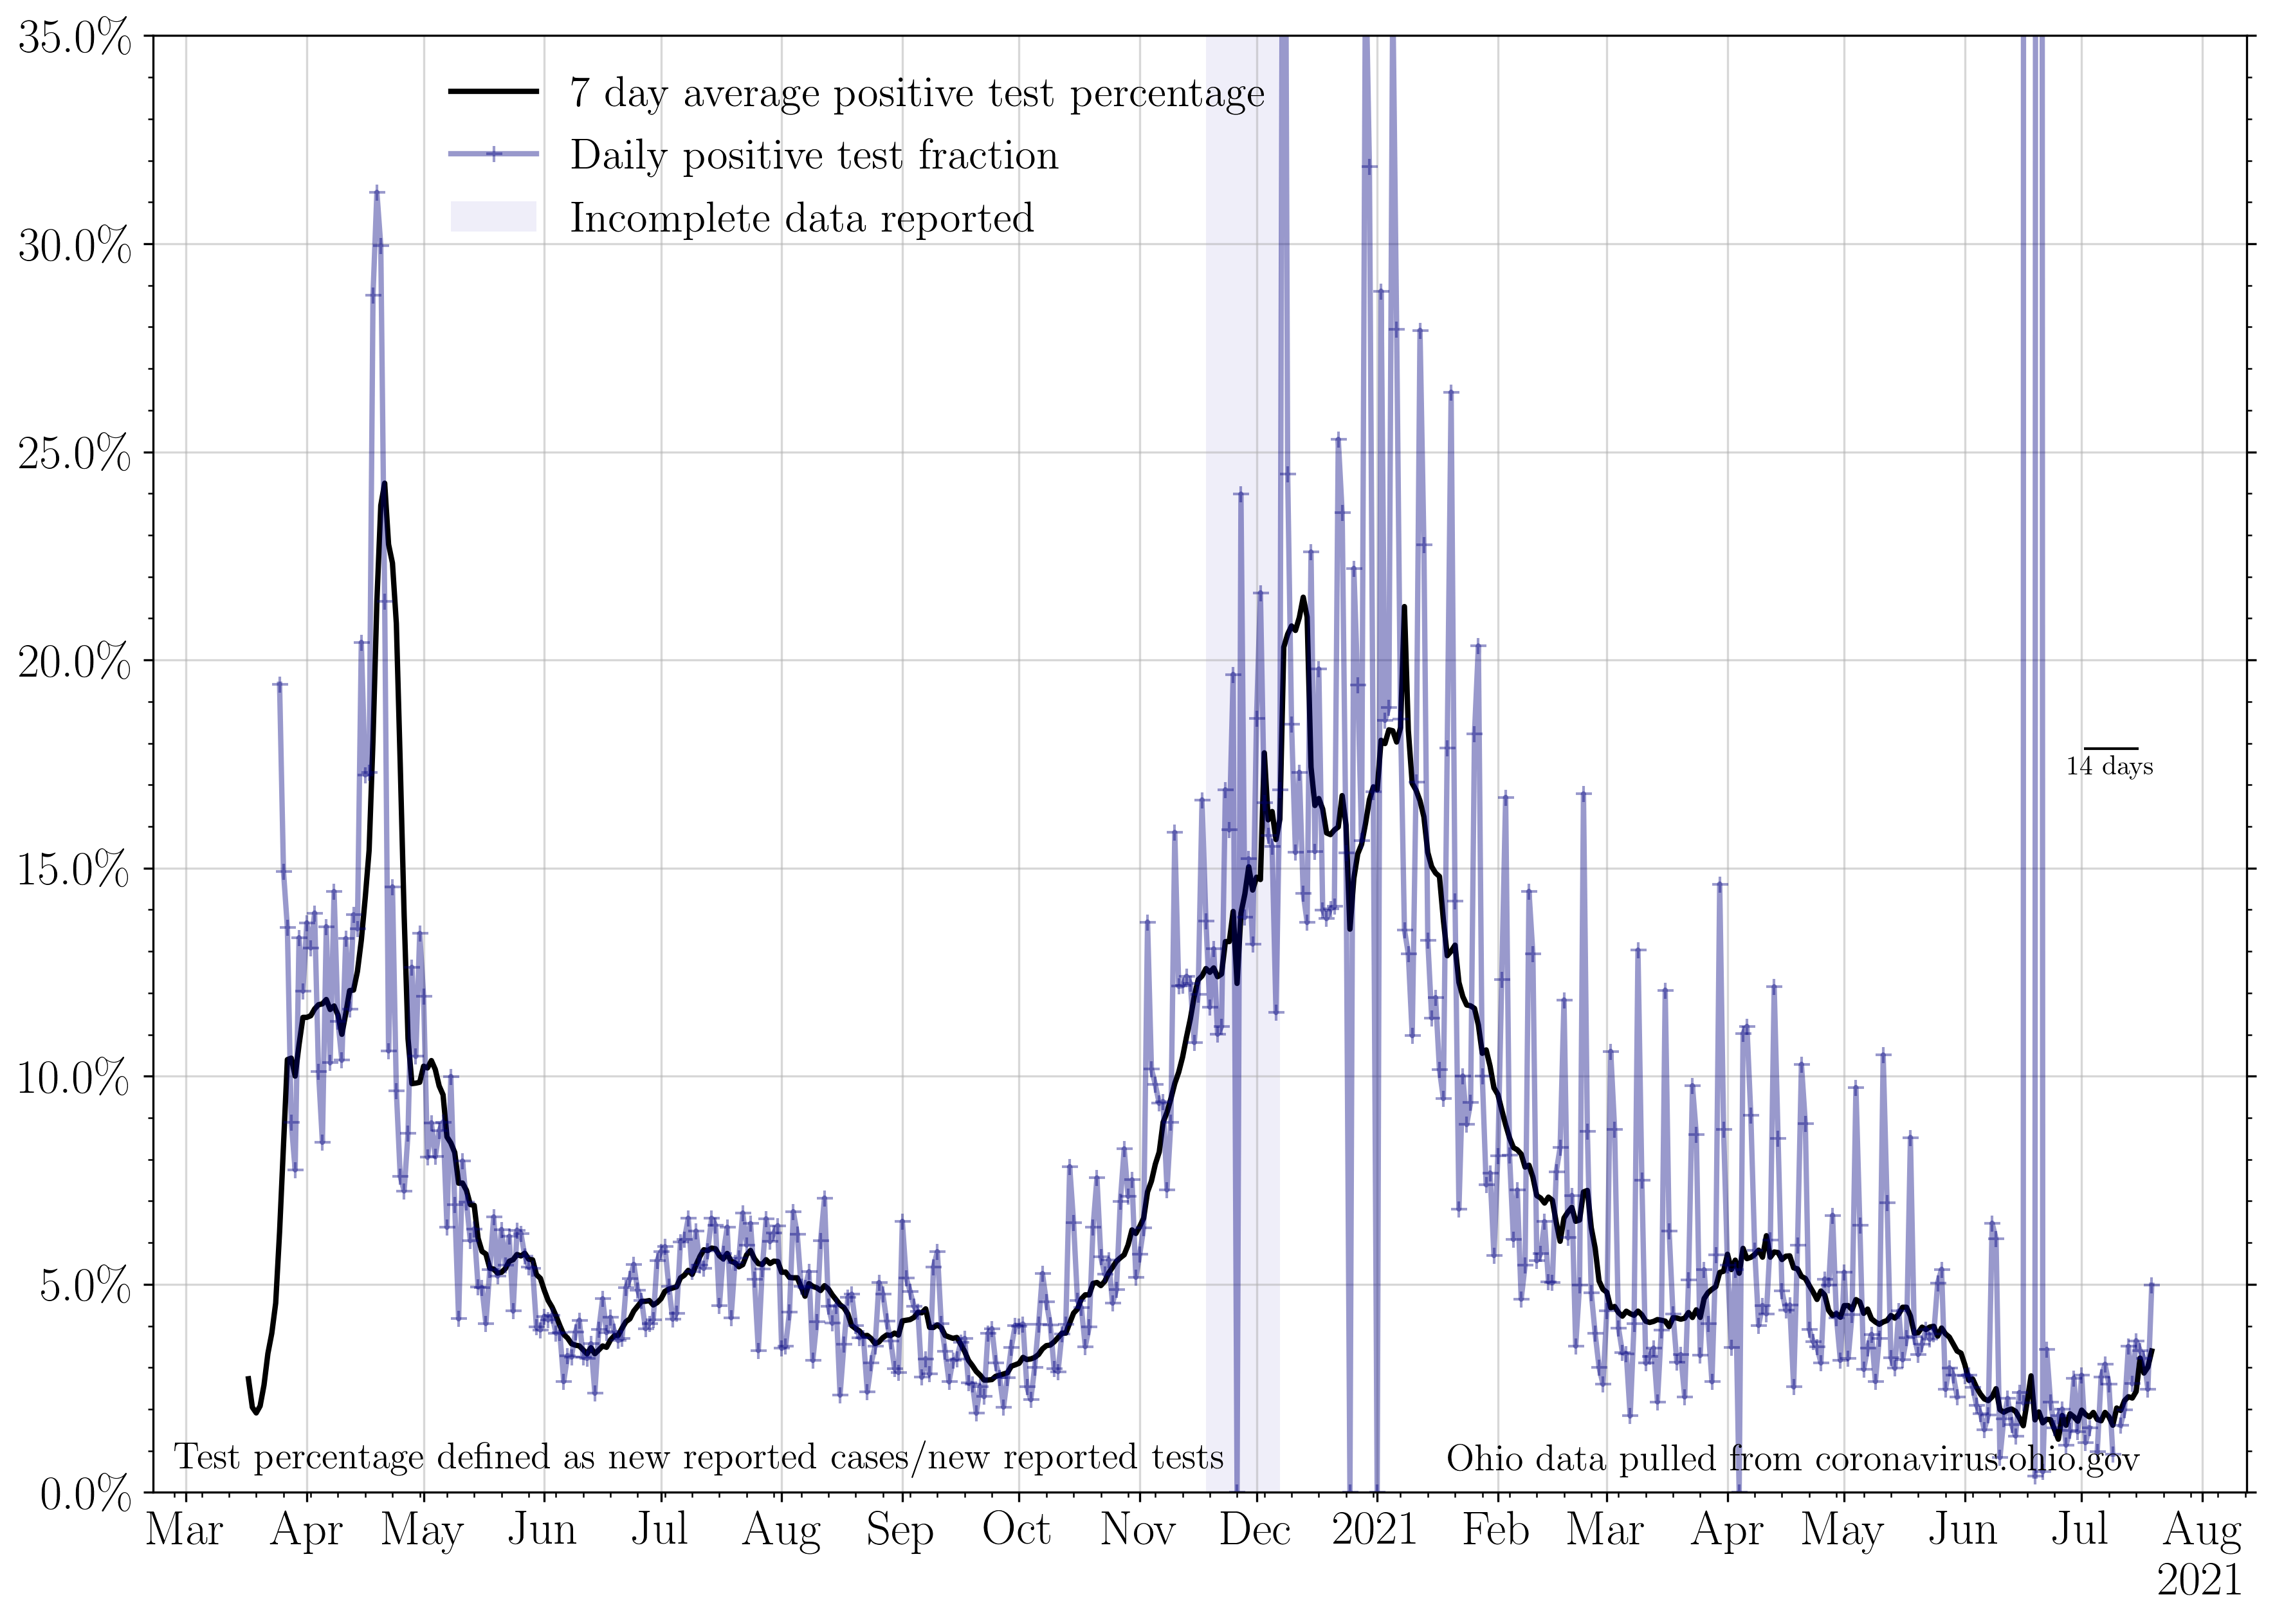 35.0%
30.0%
25.0%
20.0%
15.0%
10.0%
5.0%
0.0%
7 day average positive test percentage
Daily positive test fraction
Incomplete data reported
14 days
Test percentage defined as new reported cases/new reported tests
Ohio data pulled from coronavirus.ohio.gov
Mar Apr May Jun Jul Aug Sep Oct Nov Dec 2021 Feb Mar Apr May Jun Jul Aug
2021